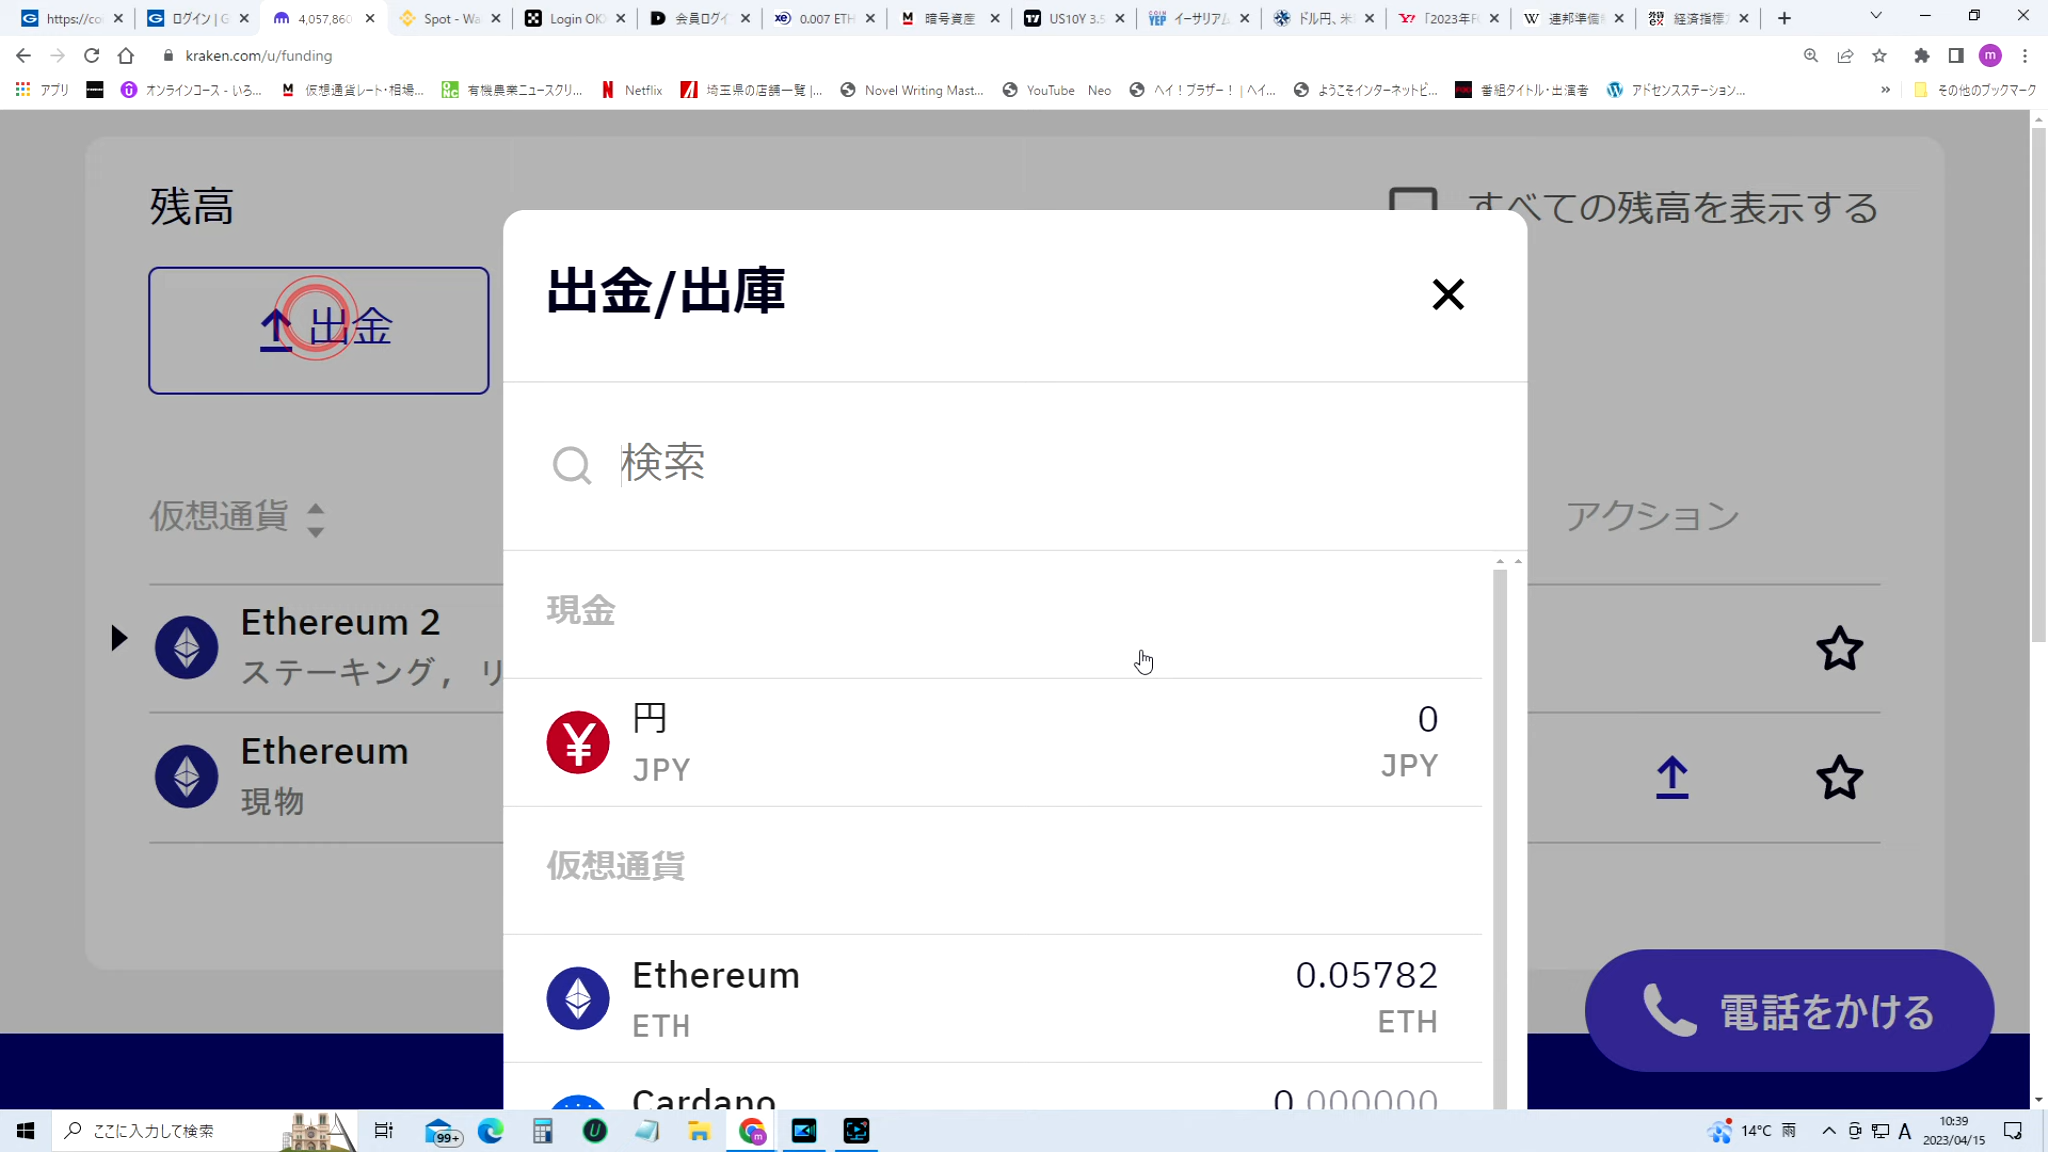 https://co
ログイン | G
4,057,860
Spot - Wa
Login OK
会員ログイ
0.007 ETH
暗号資産
US10Y 3.5
イーサリアム
ドル円、米
「2023年F
連邦準備
経済指標
kraken.com/u/funding
アプリ
オンラインコース - いろ...
仮想通貨レート・相場...
有機農業ニュースクリ...
Netflix
埼玉県の店舗一覧 |...
Novel Writing Mast...
YouTube Neo
ヘイ！ブラザー！ | ヘイ...
ようこそインターネットビ...
番組タイトル・出演者
アドセンスステーション...
»
その他のブックマーク
残高
すべての残高を表示する
出金
出金/出庫
検索
仮想通貨
アクション
現金
Ethereum 2
ステーキング， リ
円
0
JPY
JPY
Ethereum
現物
仮想通貨
Ethereum
0.05782
ETH
ETH
電話をかける
Cardano
0.000000
ここに入力して検索
99+
14°C 雨
A
10:39
2023/04/15